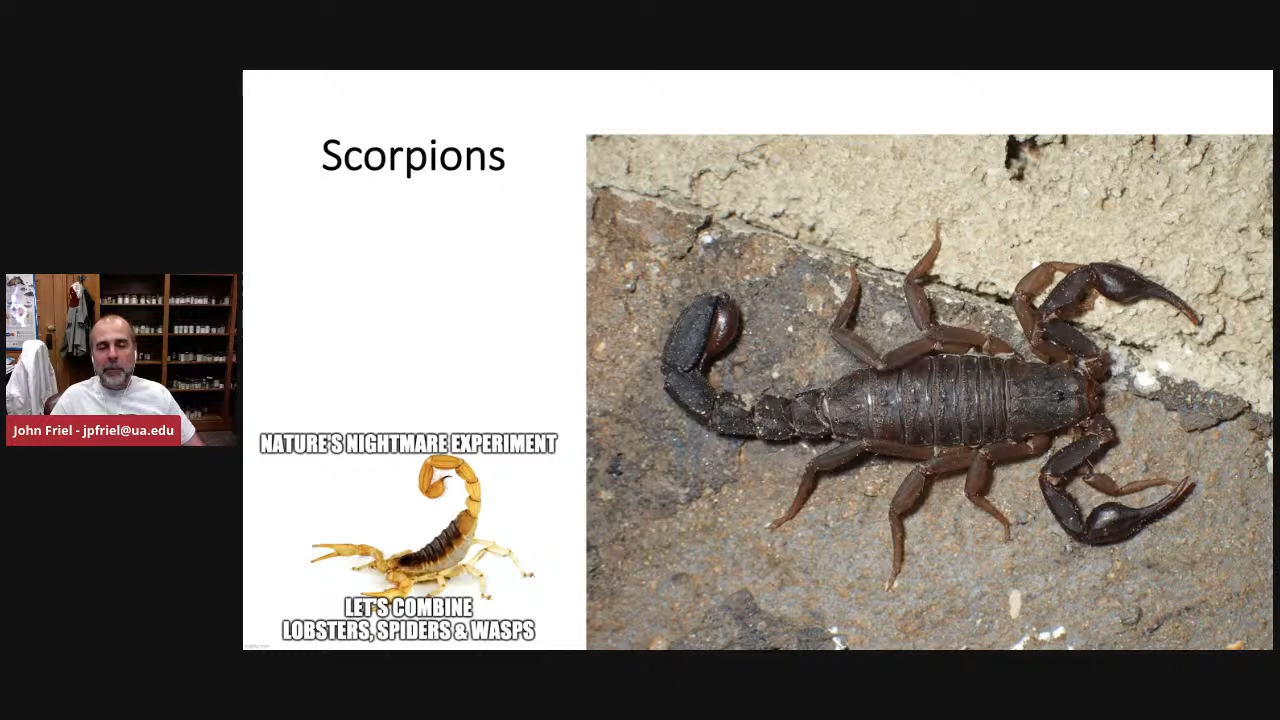 Scorpions
John Friel - jpfriel@ua.edu
NATURE'S NIGHTMARE EXPERIMENT
LET'S COMBINE
LOBSTERS, SPIDERS & WASPS